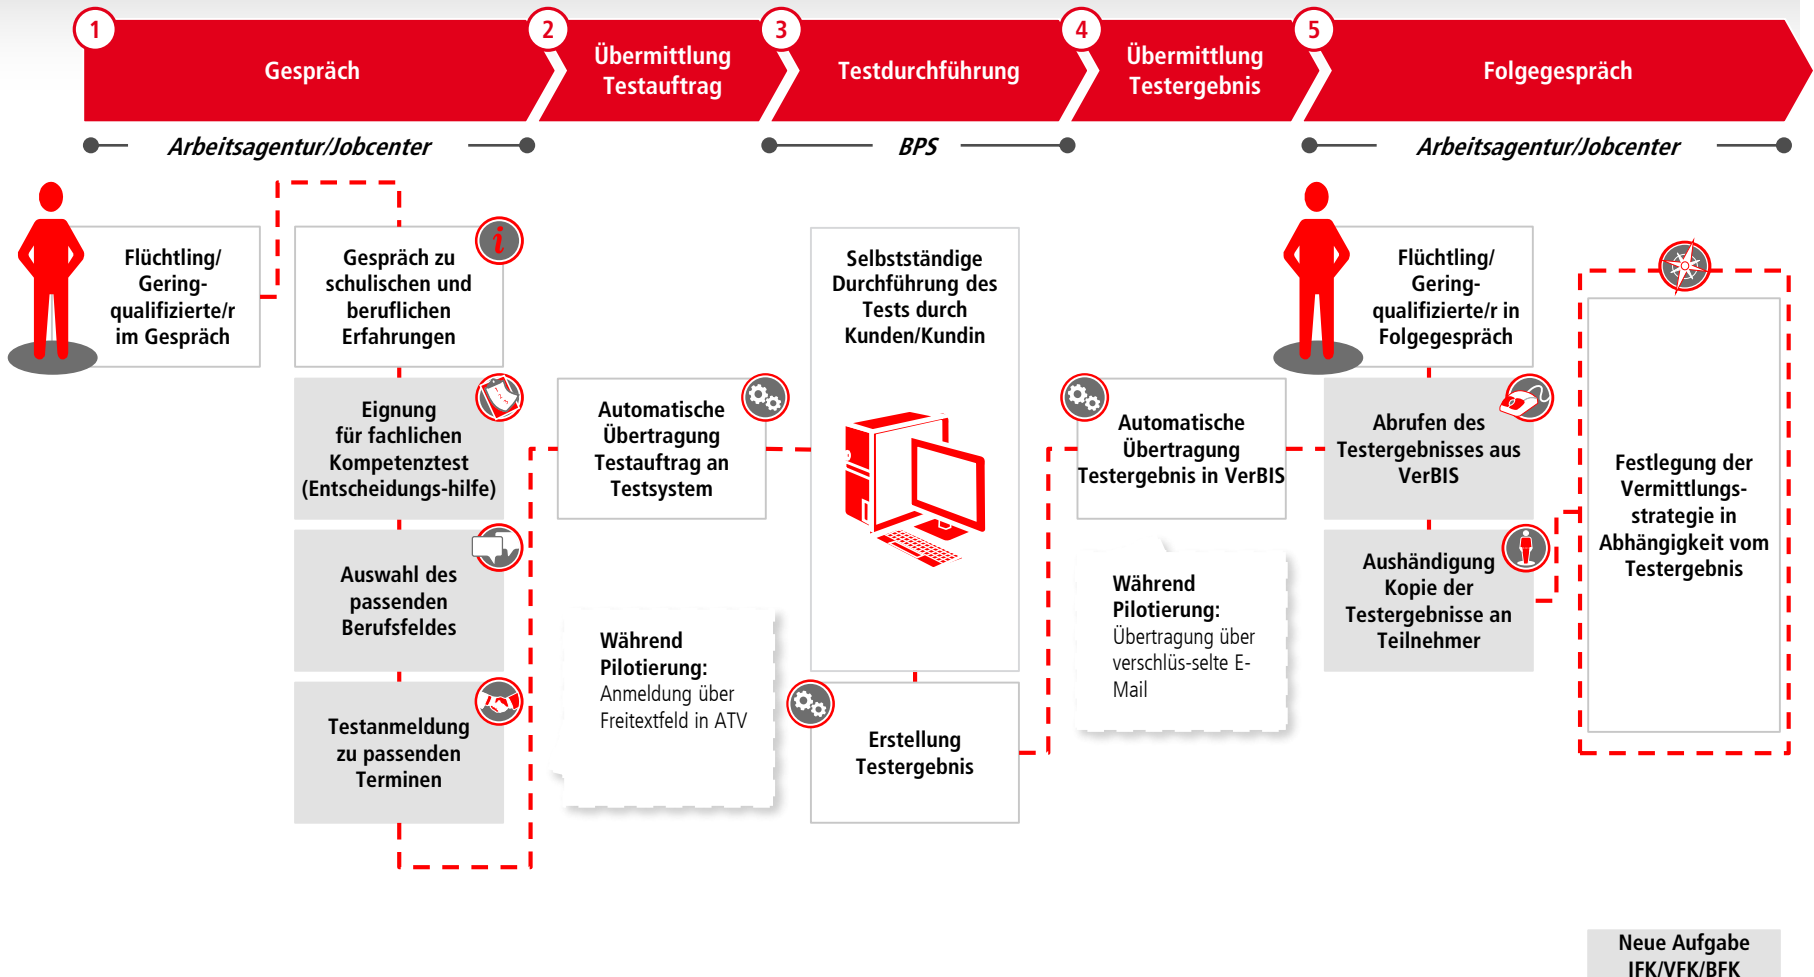 1
2
3
4
5
Gespräch
Übermittlung
Testauftrag
Testdurchführung
Übermittlung
Testergebnis
Folgegespräch
Arbeitsagentur/Jobcenter
BPS
Arbeitsagentur/Jobcenter
Flüchtling/
Gering-
qualifizierte/r
im Gespräch
Gespräch zu
schulischen und
beruflichen
Erfahrungen
i
Eignung
für fachlichen
Kompetenztest
(Entscheidungs-hilfe)
Auswahl des
passenden
Berufsfeldes
Testanmeldung
zu passenden
Terminen
Automatische
Übertragung
Testauftrag an
Testsystem
Während
Pilotierung:
Anmeldung über
Freitextfeld in ATV
Selbstständige
Durchführung des
Tests durch
Kunden/Kundin
Erstellung
Testergebnis
Automatische
Übertragung
Testergebnis in VerBIS
Während
Pilotierung:
Übertragung über
verschlüs-selte E-
Mail
Flüchtling/
Gering-
qualifizierte/r in
Folgegespräch
Abrufen des
Testergebnisses aus
VerBIS
Aushändigung
Kopie der
Testergebnisse an
Teilnehmer
Festlegung der
Vermittlungs-
strategie in
Abhängigkeit vom
Testergebnis
Neue Aufgabe
IFK/VFK/BFK